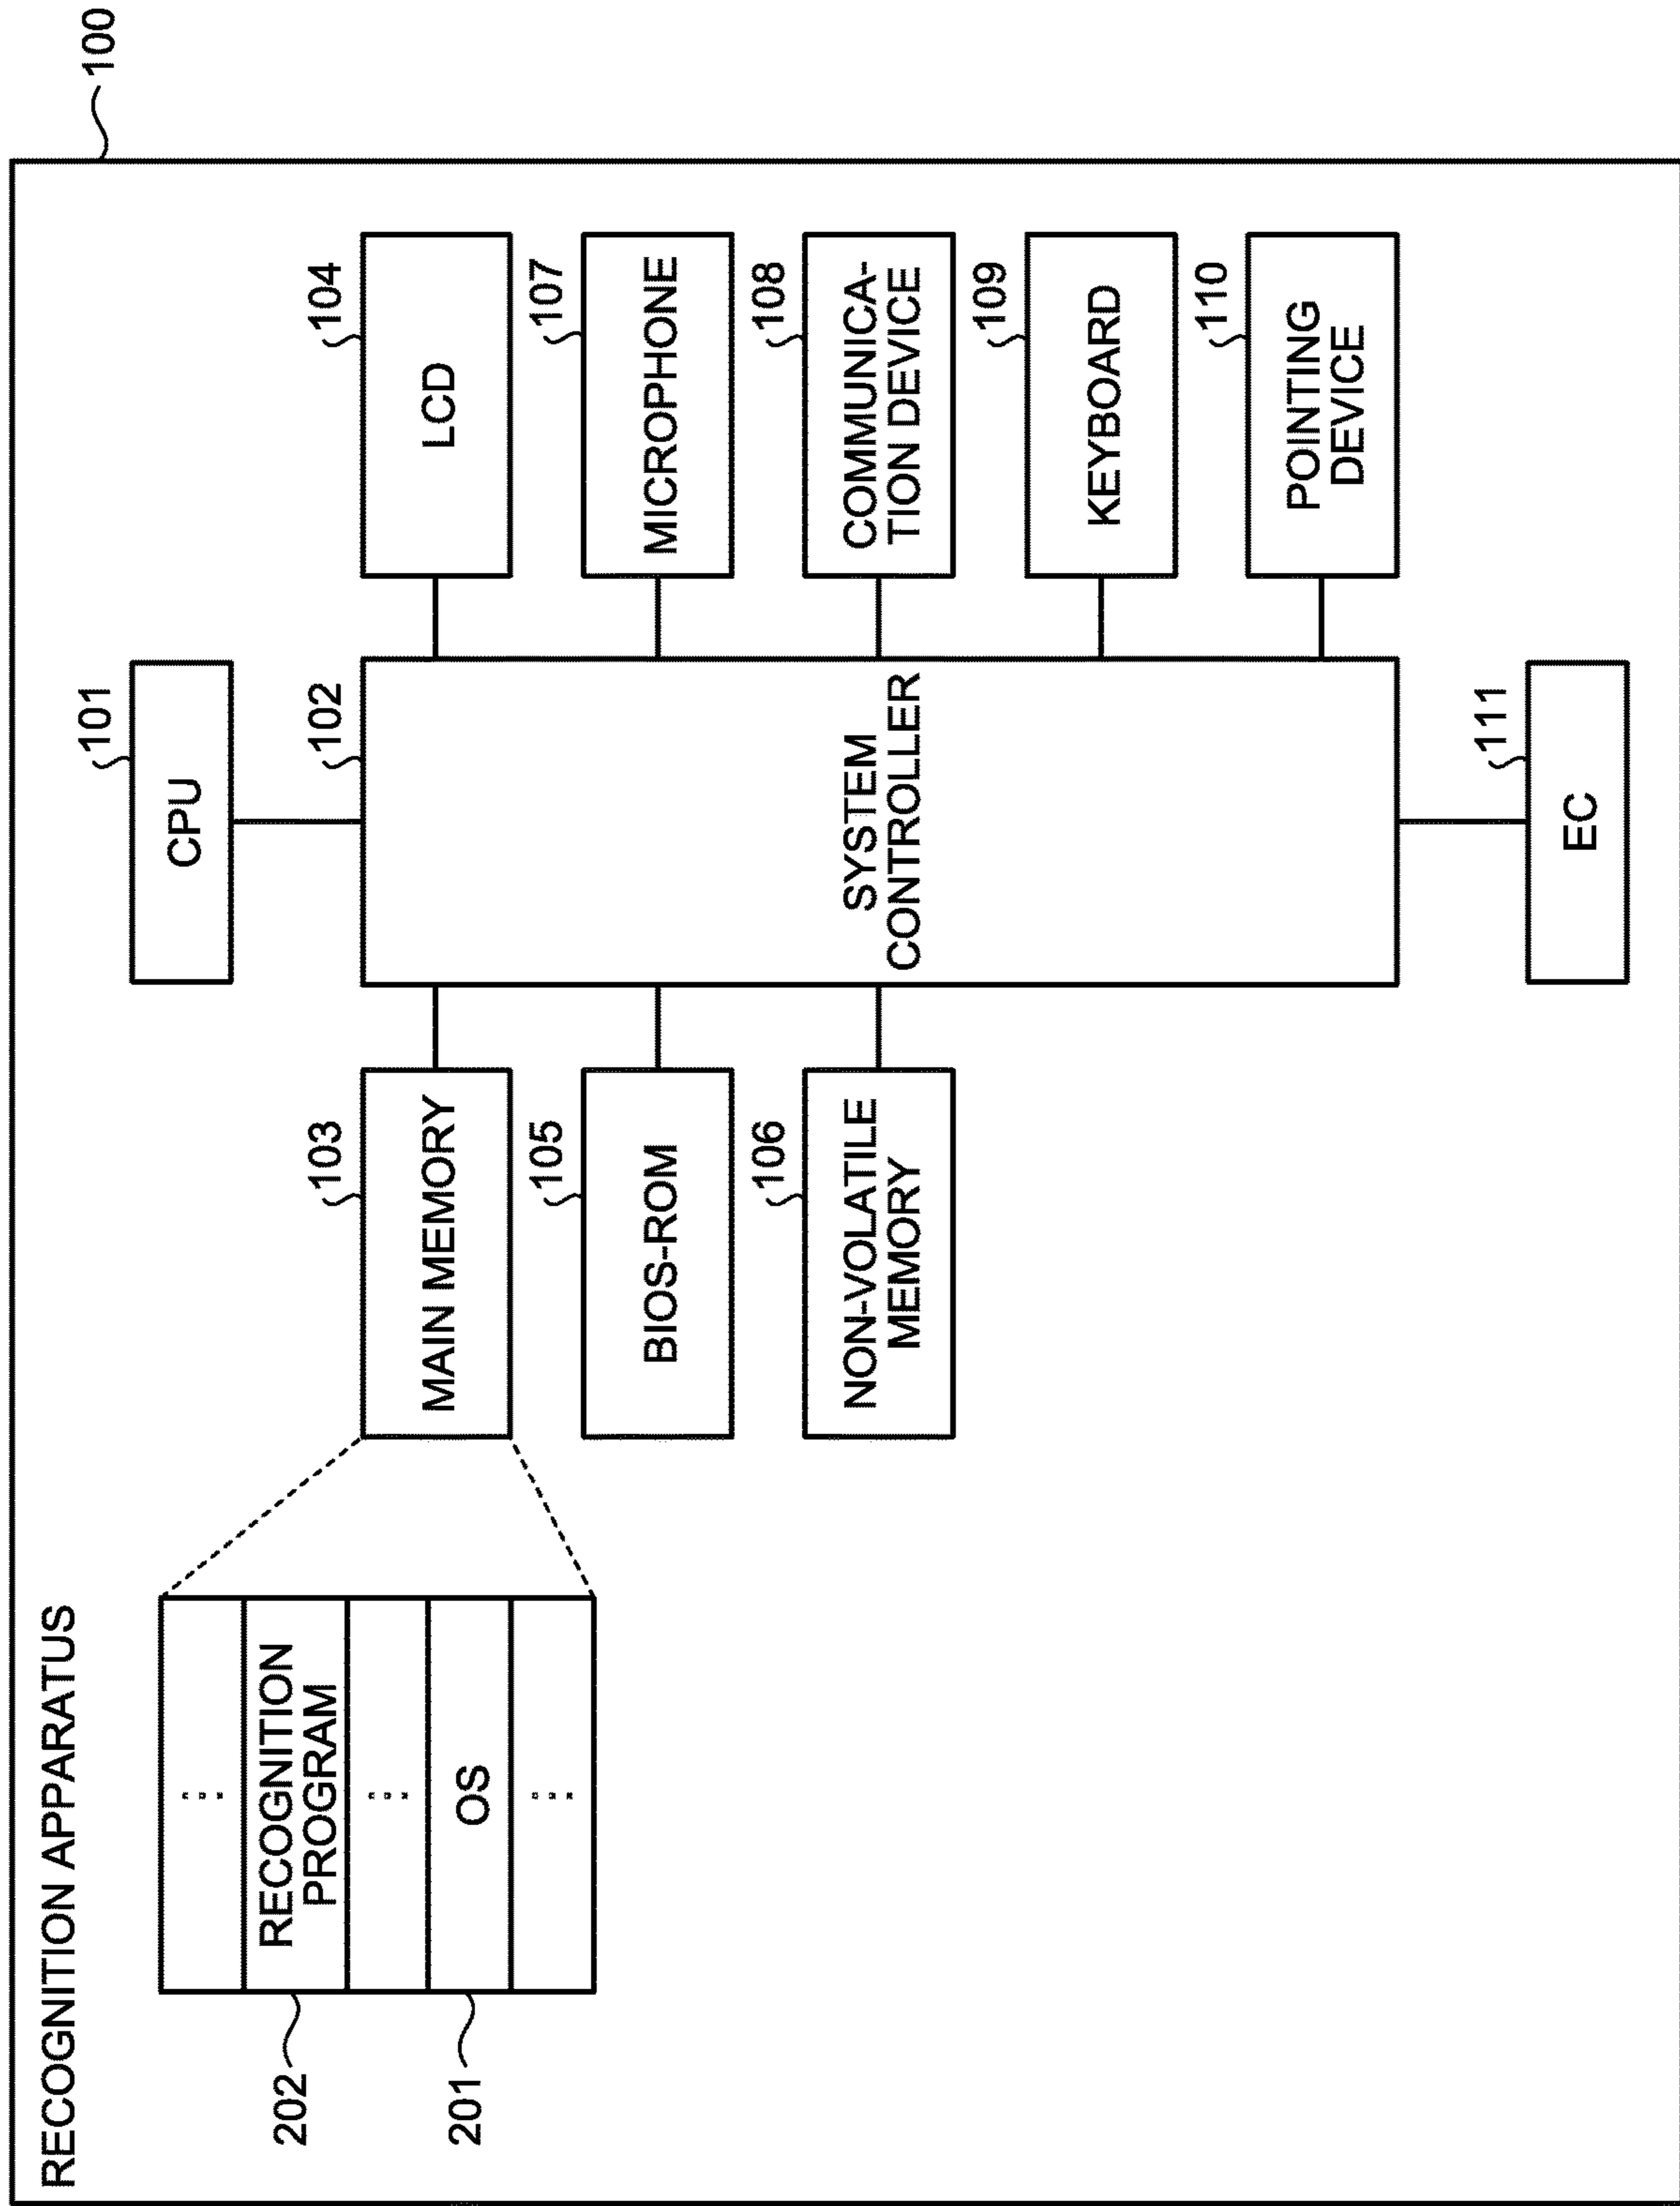 RECOGNITION APPARATUS
100
101
CPU
102
SYSTEM
CONTROLLER
103
MAIN MEMORY
104
LCD
RECOGNITION
PROGRAM
202
OS
201
105
BIOS-ROM
107
MICROPHONE
106
NON-VOLATILE
MEMORY
108
COMMUNICA-
TION DEVICE
109
KEYBOARD
110
POINTING
DEVICE
111
EC